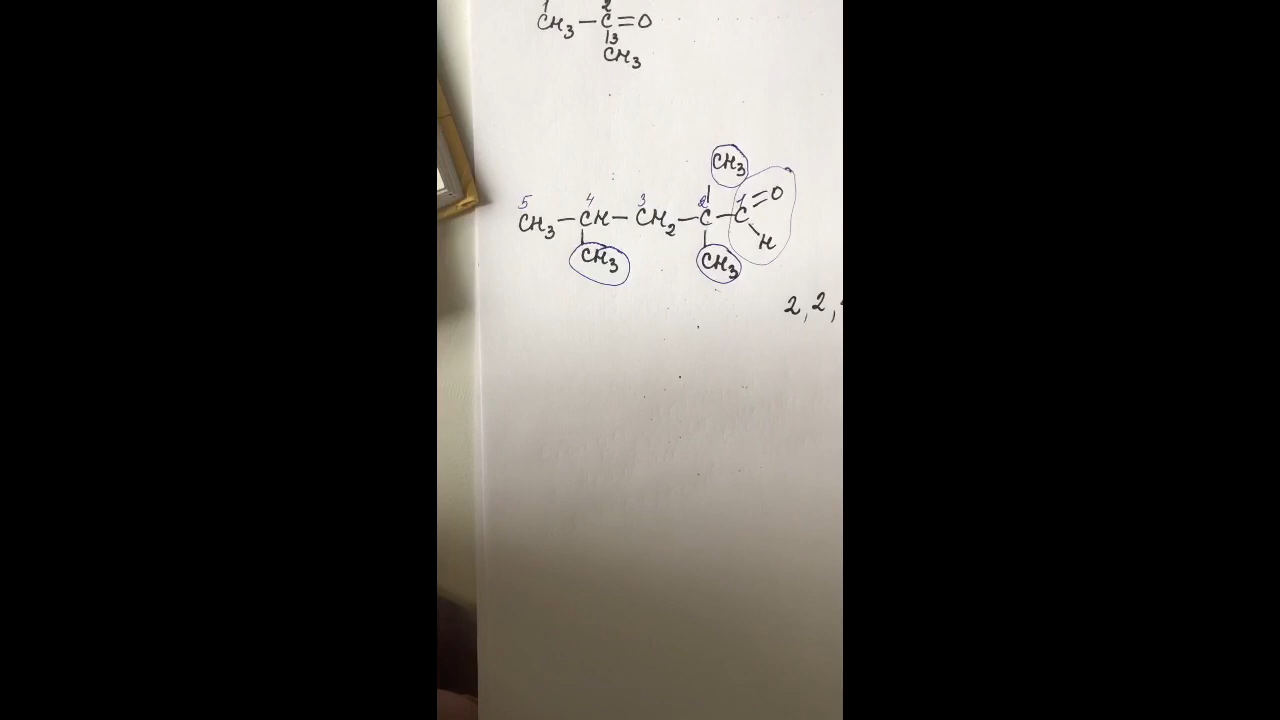 1 2
CH₃—C=O
|3
CH₃
CH₃
5 4 3 2 1 =O
CH₃—CH—CH₂—C—C
| | H
CH₃ CH₃
2,2,